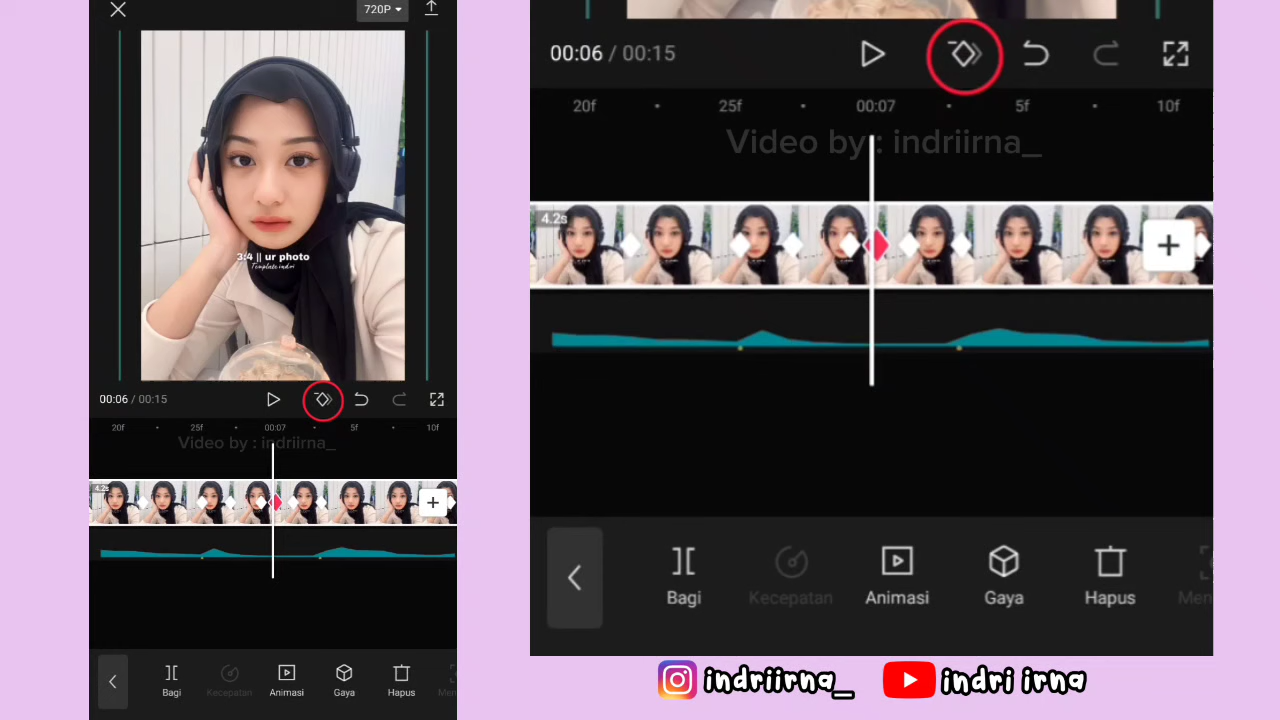 720P
3:4 || ur photo
Template indri
00:06 / 00:15
20f
25f
00:07
5f
10f
Video by : indriirna_
4.2s
Bagi
Kecepatan
Animasi
Gaya
Hapus
Men
00:06 / 00:15
20f
25f
00:07
5f
10f
Video by : indriirna_
4.2s
Bagi
Kecepatan
Animasi
Gaya
Hapus
Men
indriirna_
indri irna